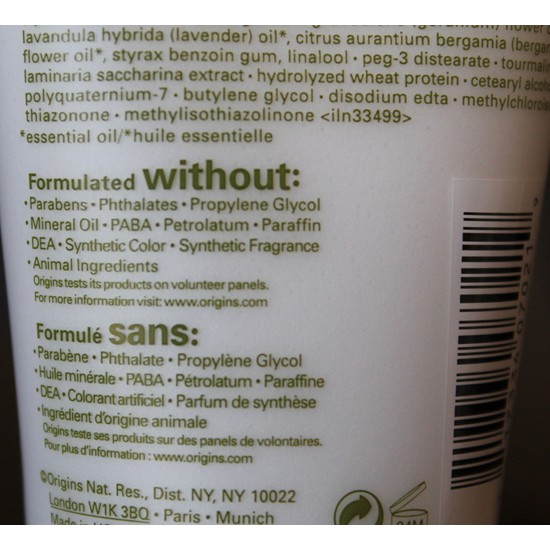 lavandula hybrida (lavender) oil*, citrus aurantium bergamia
flower oil*, styrax benzoin gum, linalool • peg-3 distearate •
laminaria saccharina extract • hydrolyzed wheat protein • cetearyl
polyquaternium-7 • butylene glycol • disodium edta •
thiazonone • methylisothiazolinone <iln33499>
*essential oil/*huile essentielle
Formulated without:
• Parabens • Phthalates • Propylene Glycol
• Mineral Oil • PABA • Petrolatum • Paraffin
• DEA • Synthetic Color • Synthetic Fragrance
• Animal Ingredients
Origins tests its products on volunteer panels.
For more information visit: www.origins.com
Formulé sans:
• Parabène • Phthalate • Propylène Glycol
• Huile minérale • PABA • Pétrolatum • Paraffine
• DEA • Colorant artificiel • Parfum de synthèse
• Ingrédient d'origine animale
Origins teste ses produits sur des panels de volontaires.
Pour plus d'information : www.origins.com
©Origins Nat. Res., Dist. NY, NY 10022
London W1K 3BQ • Paris • Munich
Made in
24M